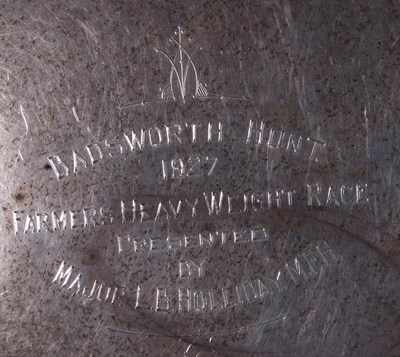 BADSWORTH HUNT
1927
FARMERS HEAVY WEIGHT RACE
PRESENTED
BY
MAJOR L B HOLLIDAY M.F.H